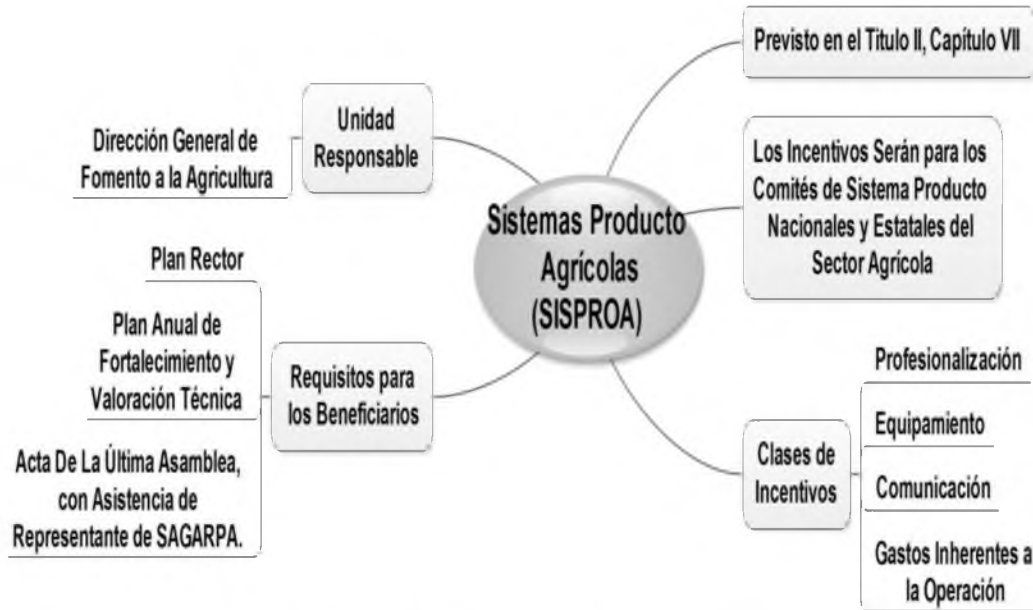 Sistemas Producto
Agrícolas
(SISPROA)
Previsto en el Titulo II, Capítulo VII
Los Incentivos Serán para los
Comités de Sistema Producto
Nacionales y Estatales del
Sector Agrícola
Clases de
Incentivos
Profesionalización
Equipamiento
Comunicación
Gastos Inherentes a
la Operación
Unidad
Responsable
Dirección General de
Fomento a la Agricultura
Requisitos para
los Beneficiarios
Plan Rector
Plan Anual de
Fortalecimiento y
Valoración Técnica
Acta De La Última Asamblea,
con Asistencia de
Representante de SAGARPA.